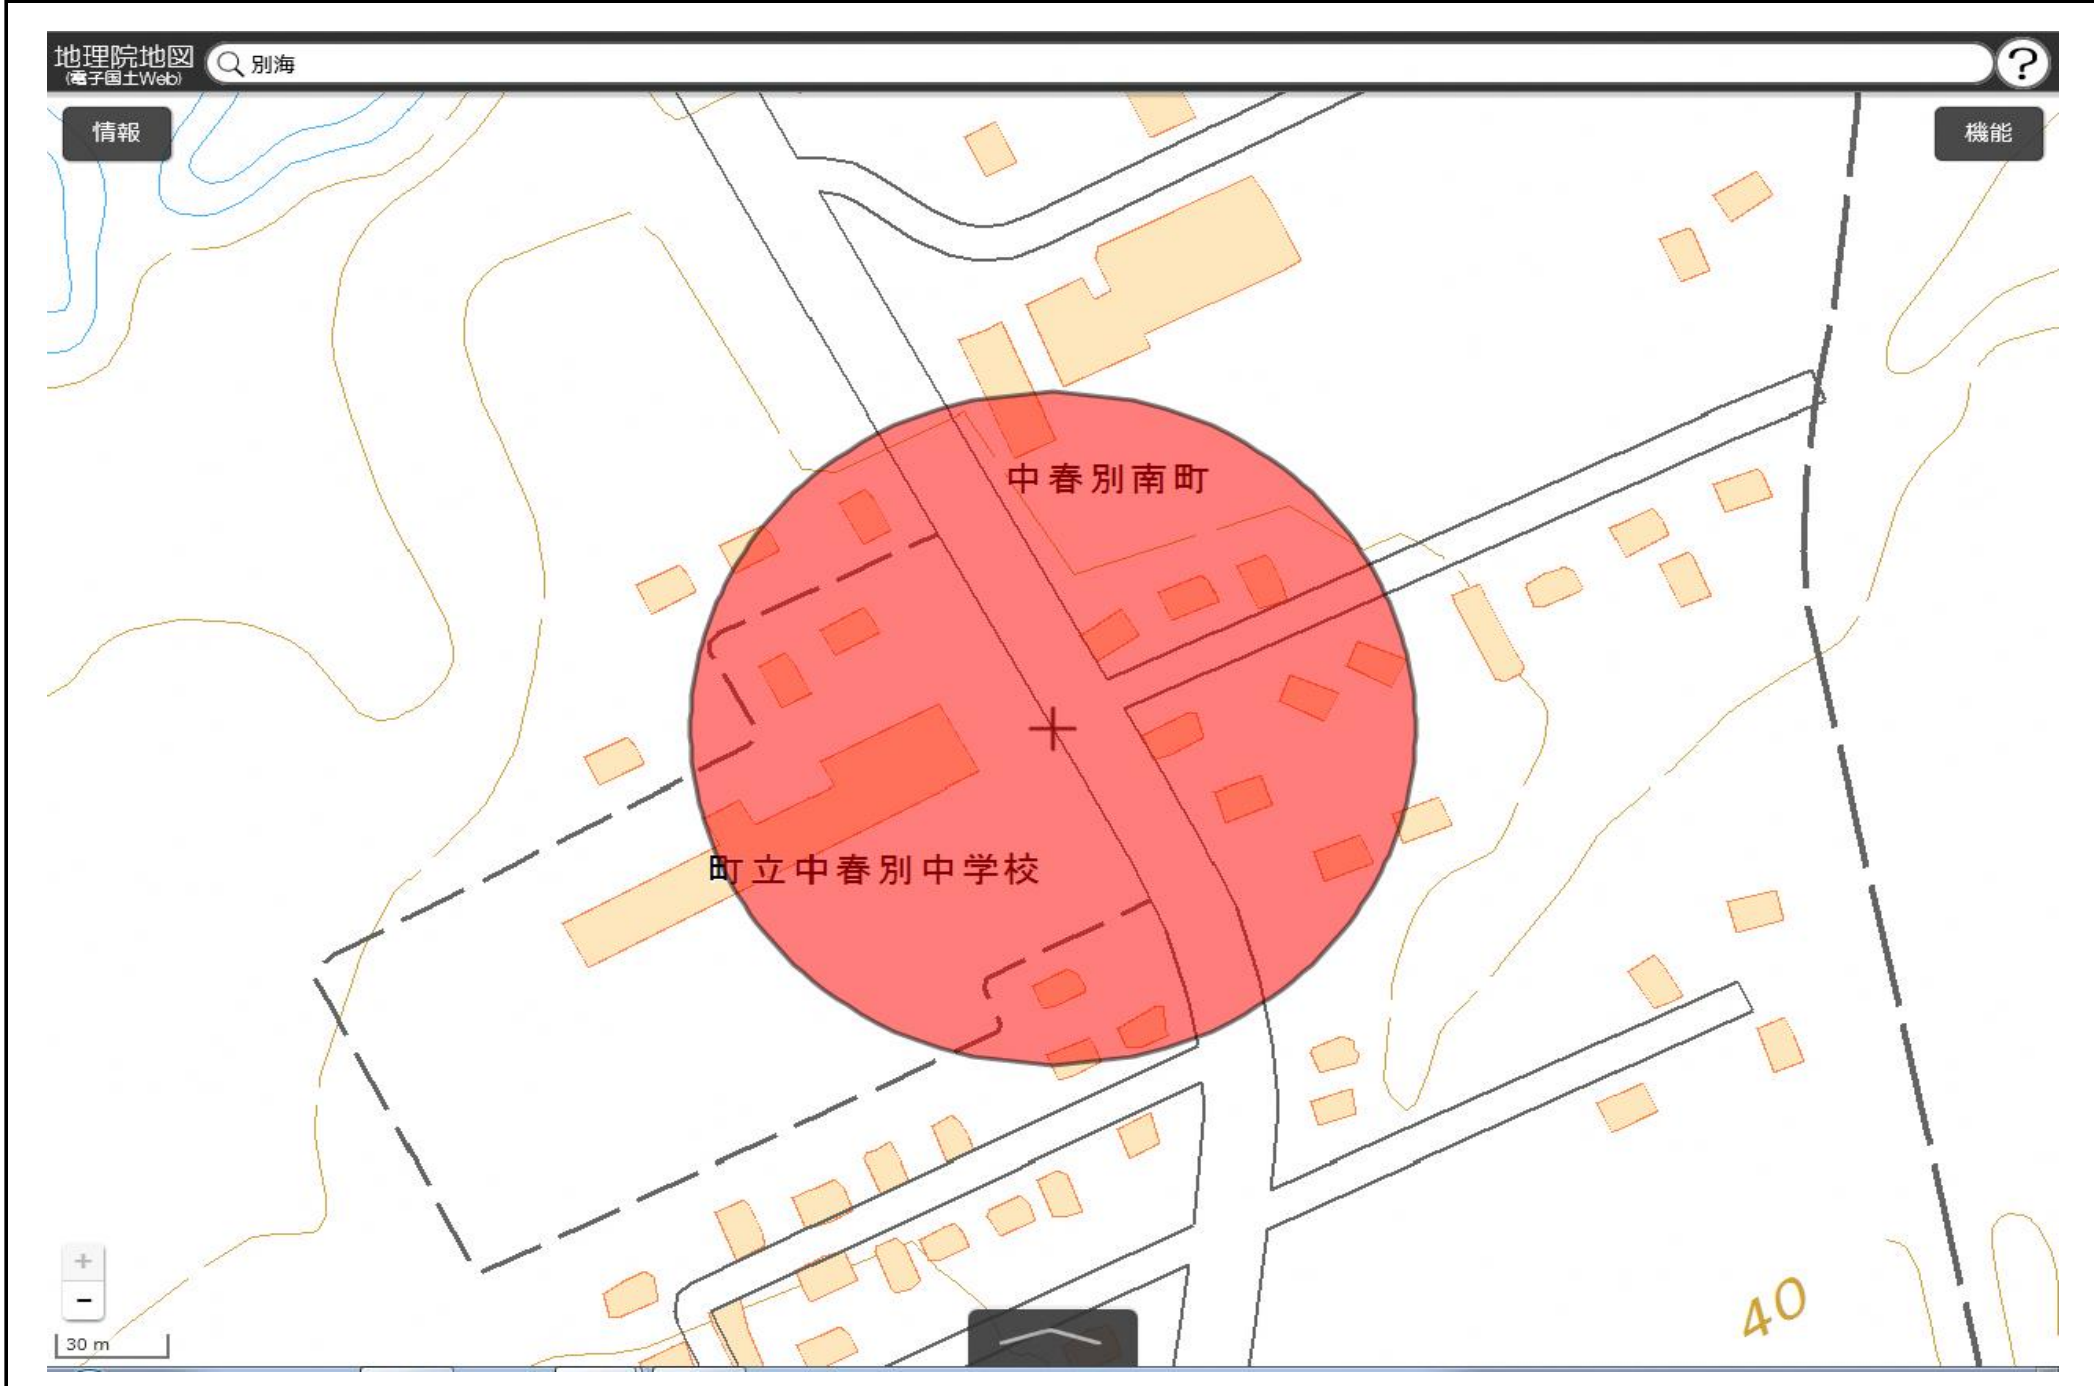 地理院地図
(電子国土Web)
別海
?
情報
機能
中春別南町
町立中春別中学校
+
-
30 m
40